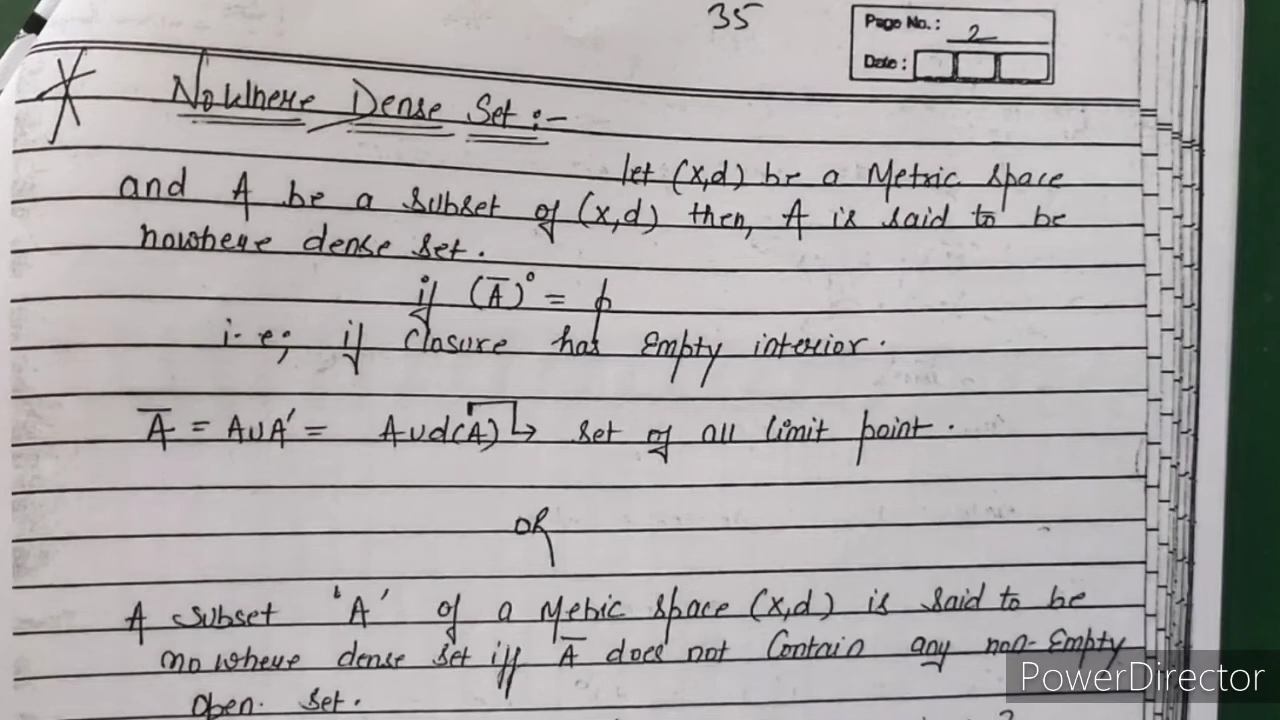 35
Page No.: 2
Date:
Nowhere Dense Set :-
let (x,d) be a Metric space
and A be a subset of (x,d) then, A is said to be
nowhere dense set.
if (A̅)° = ϕ
i.e; if closure has Empty interior.
A̅ = A∪A' = A∪d(A) ↳ set of all limit point.
OR
A subset 'A' of a Metric space (x,d) is said to be
nowhere dense set iff A̅ does not Contain any non-Empty
open. set.
PowerDirector